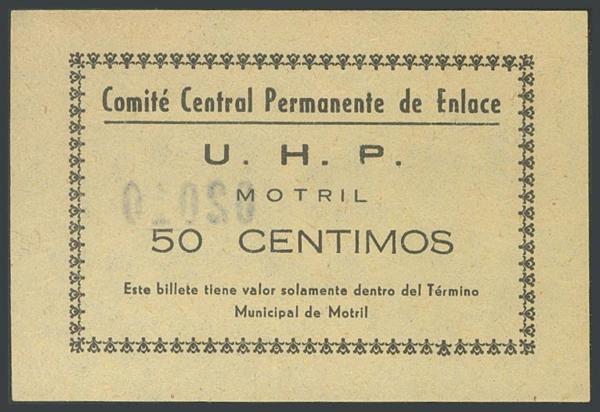 Comité Central Permanente de Enlace
U. H. P.
MOTRIL
50 CENTIMOS
Este billete tiene valor solamente dentro del Término
Municipal de Motril